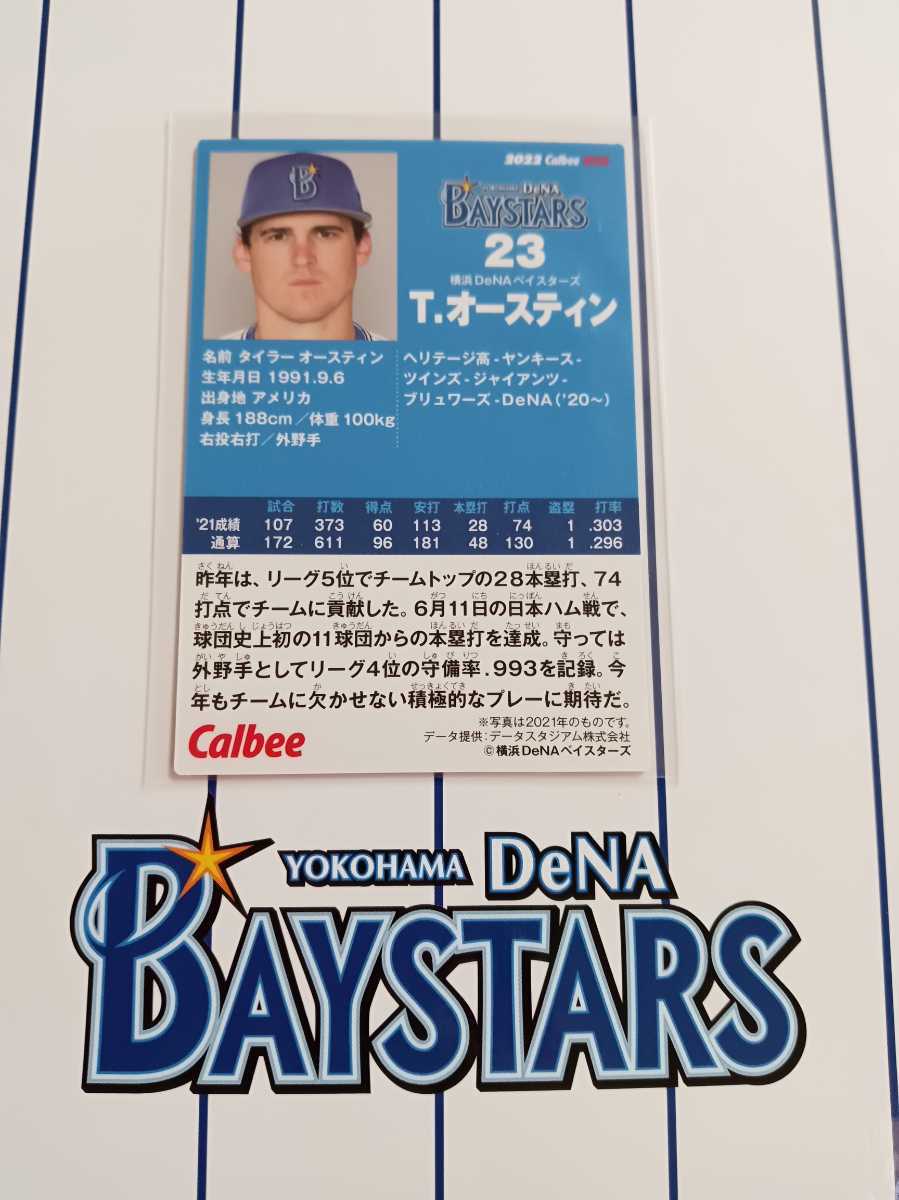 2022 Calbee
YOKOHAMA DeNA
BAYSTARS
23
横浜DeNAベイスターズ
T.オースティン
名前 タイラー オースティン
生年月日 1991.9.6
出身地 アメリカ
身長 188cm／体重 100kg
右投右打／外野手
ヘリテージ高-ヤンキース-
ツインズ-ジャイアンツ-
ブリュワーズ-DeNA('20〜)
試合 打数 得点 安打 本塁打 打点 盗塁 打率
'21成績 107 373 60 113 28 74 1 .303
通算 172 611 96 181 48 130 1 .296
昨年は、リーグ5位でチームトップの28本塁打、74
打点でチームに貢献した。6月11日の日本ハム戦で、
球団史上初の11球団からの本塁打を達成。守っては
外野手としてリーグ4位の守備率.993を記録。今
年もチームに欠かせない積極的なプレーに期待だ。
※写真は2021年のものです。
データ提供：データスタジアム株式会社
©横浜DeNAベイスターズ
Calbee
YOKOHAMA DeNA
BAYSTARS